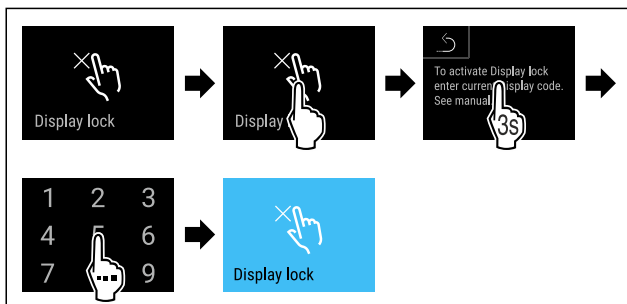 Display lock
Display
To activate Display lock
enter current display code.
See manual.
3s
1 2 3
4 5 6
7 9
Display lock